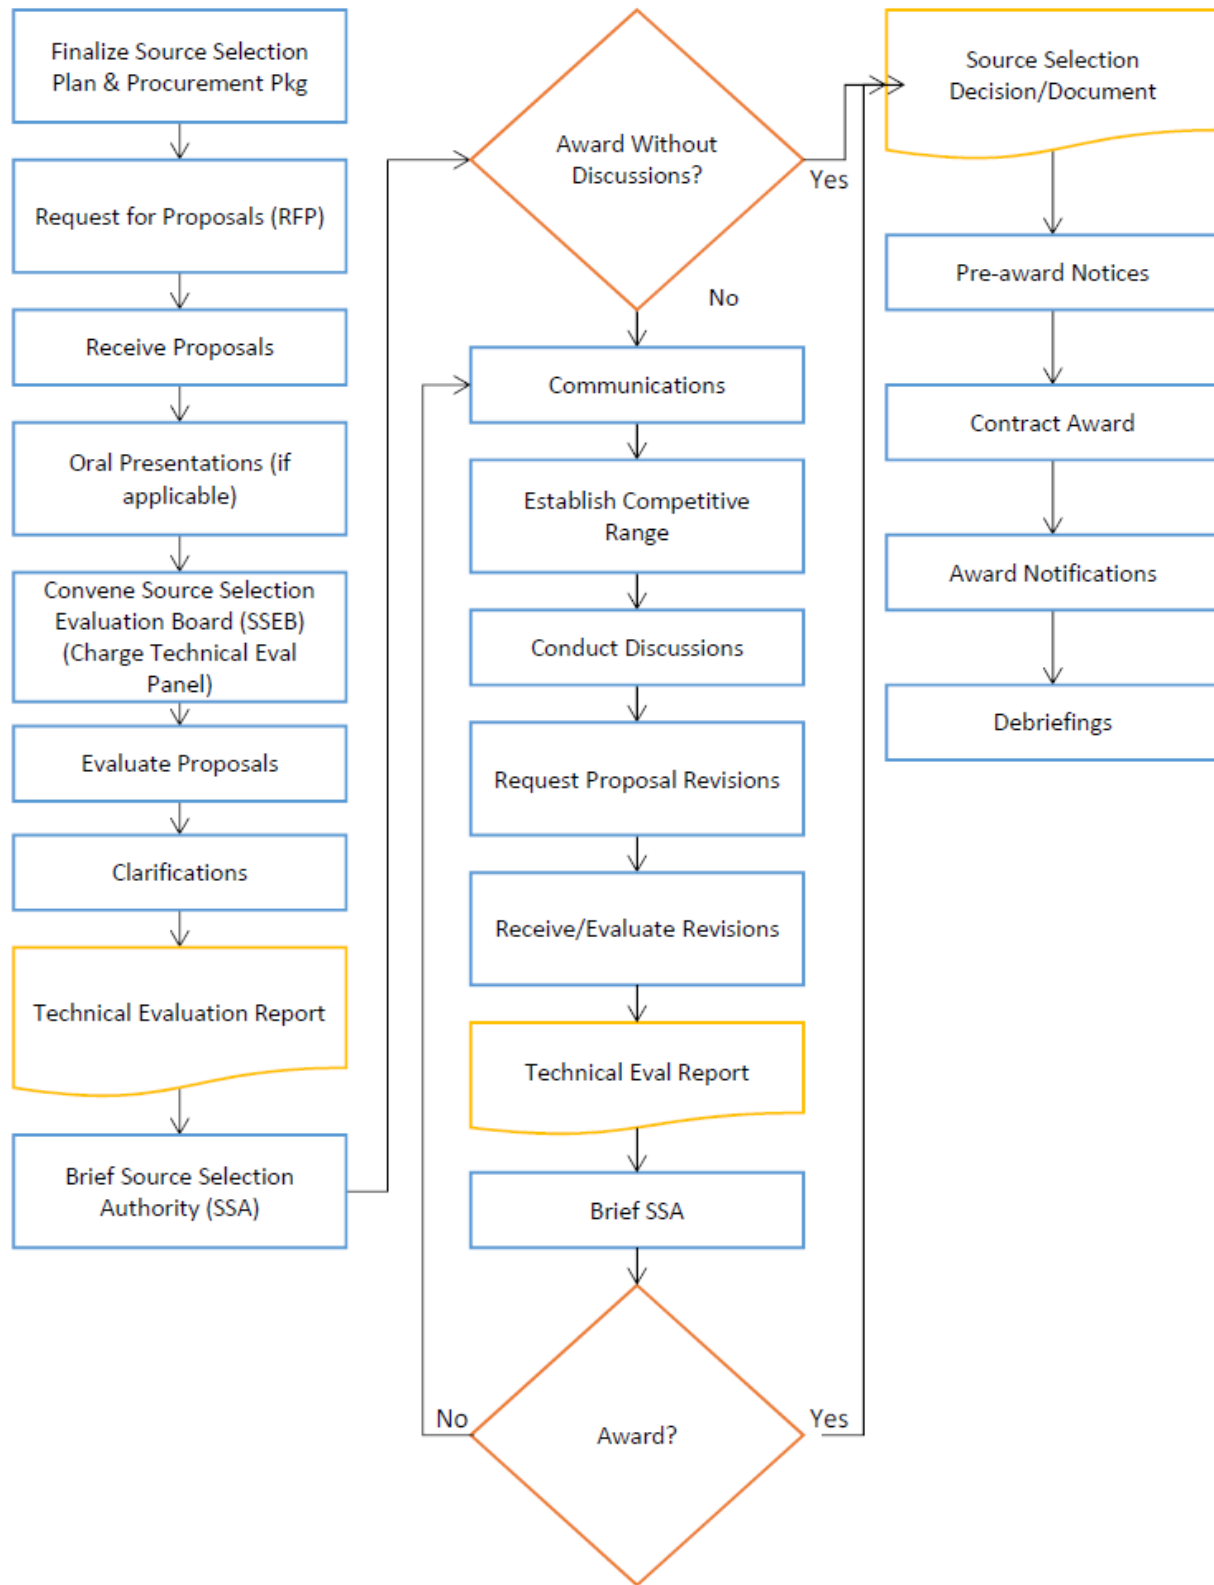 Finalize Source Selection
Plan & Procurement Pkg
Request for Proposals (RFP)
Receive Proposals
Oral Presentations (if
applicable)
Convene Source Selection
Evaluation Board (SSEB)
(Charge Technical Eval
Panel)
Evaluate Proposals
Clarifications
Technical Evaluation Report
Brief Source Selection
Authority (SSA)
Award Without
Discussions?
Yes
No
Communications
Establish Competitive
Range
Conduct Discussions
Request Proposal Revisions
Receive/Evaluate Revisions
Technical Eval Report
Brief SSA
Award?
No
Yes
Source Selection
Decision/Document
Pre-award Notices
Contract Award
Award Notifications
Debriefings